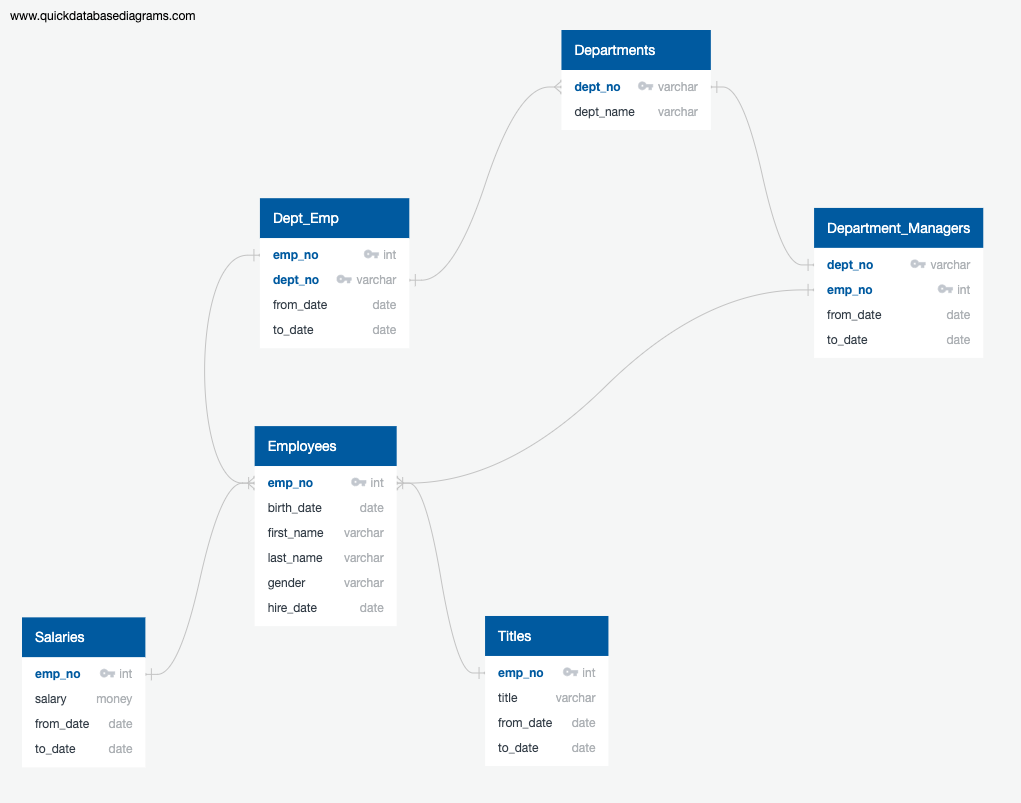 www.quickdatabasediagrams.com
Departments
dept_no varchar
dept_name varchar
Dept_Emp
emp_no int
dept_no varchar
from_date date
to_date date
Department_Managers
dept_no varchar
emp_no int
from_date date
to_date date
Employees
emp_no int
birth_date date
first_name varchar
last_name varchar
gender varchar
hire_date date
Salaries
emp_no int
salary money
from_date date
to_date date
Titles
emp_no int
title varchar
from_date date
to_date date